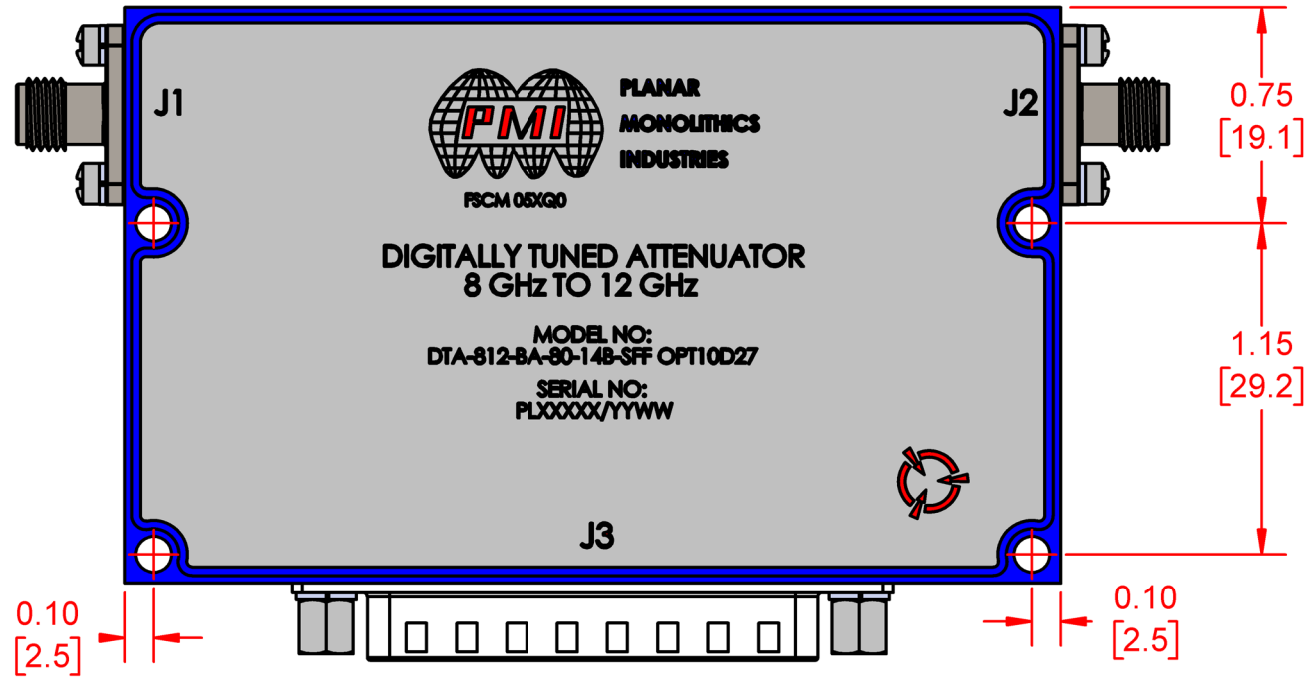 J1
PMI
PLANAR
MONOLITHICS
INDUSTRIES
J2
FSCM 05XQ0
DIGITALLY TUNED ATTENUATOR
8 GHz TO 12 GHz
MODEL NO:
DTA-812-BA-80-14B-SFF OPT10D27
SERIAL NO:
PLXXXXX/YYWW
J3
0.75
[19.1]
1.15
[29.2]
0.10
[2.5]
0.10
[2.5]